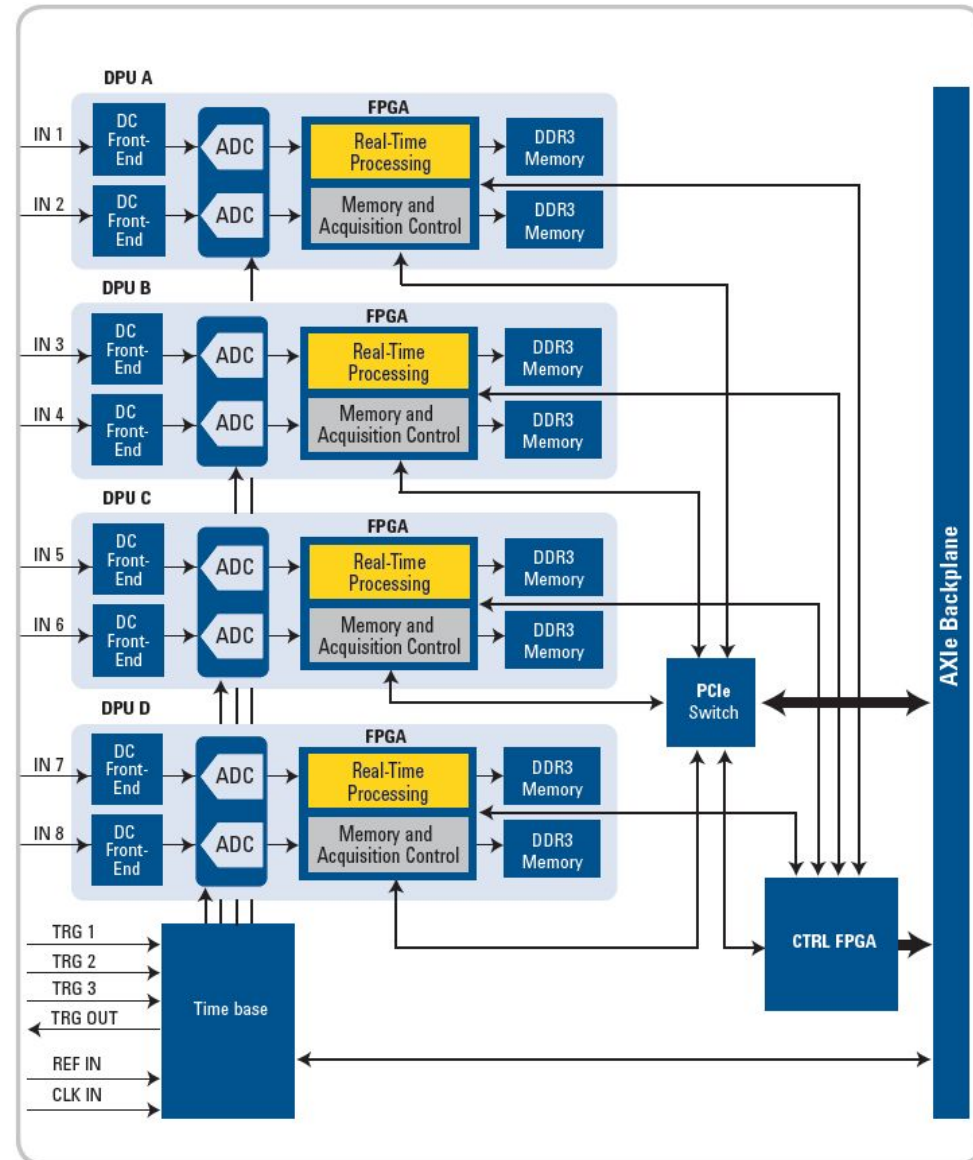 DPU A
FPGA
IN 1
DC
Front-
End
ADC
Real-Time
Processing
DDR3
Memory
IN 2
DC
Front-
End
ADC
Memory and
Acquisition Control
DDR3
Memory
DPU B
FPGA
IN 3
DC
Front-
End
ADC
Real-Time
Processing
DDR3
Memory
IN 4
DC
Front-
End
ADC
Memory and
Acquisition Control
DDR3
Memory
DPU C
FPGA
IN 5
DC
Front-
End
ADC
Real-Time
Processing
DDR3
Memory
IN 6
DC
Front-
End
ADC
Memory and
Acquisition Control
DDR3
Memory
DPU D
FPGA
IN 7
DC
Front-
End
ADC
Real-Time
Processing
DDR3
Memory
IN 8
DC
Front-
End
ADC
Memory and
Acquisition Control
DDR3
Memory
PCIe
Switch
AXIe Backplane
CTRL FPGA
TRG 1
TRG 2
TRG 3
TRG OUT
REF IN
CLK IN
Time base